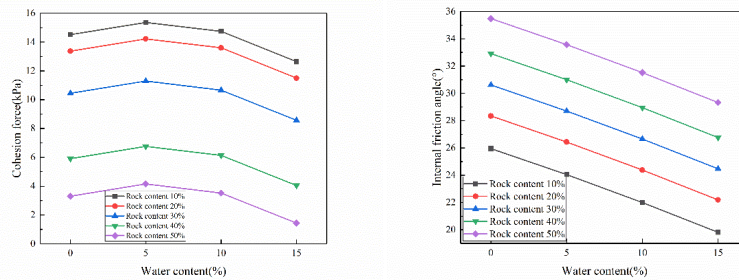 16
14
12
10
8
6
4
2
0
Cohesion force(kPa)
Rock content 10%
Rock content 20%
Rock content 30%
Rock content 40%
Rock content 50%
0 5 10 15
Water content(%)
36
34
32
30
28
26
24
22
20
Internal friction angle(°)
Rock content 10%
Rock content 20%
Rock content 30%
Rock content 40%
Rock content 50%
0 5 10 15
Water content(%)